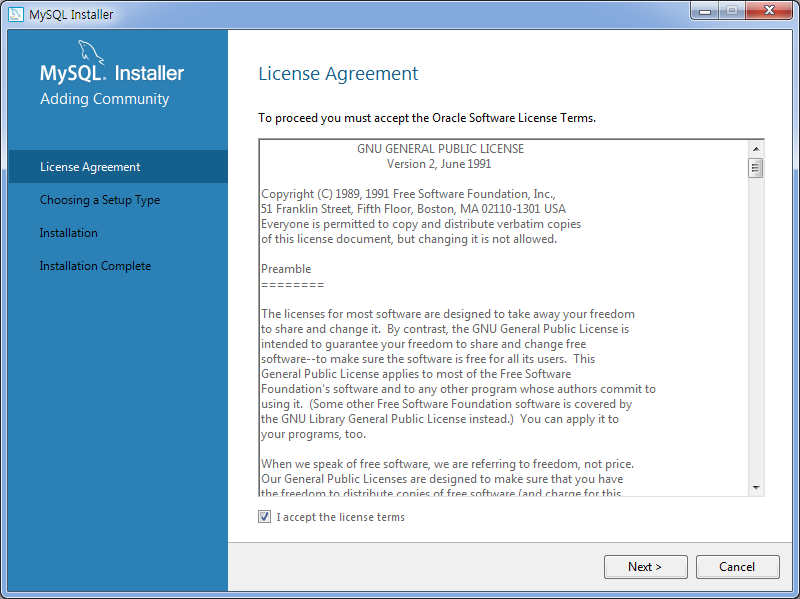 MySQL Installer
MySQL. Installer
Adding Community
License Agreement
Choosing a Setup Type
Installation
Installation Complete
License Agreement
To proceed you must accept the Oracle Software License Terms.
GNU GENERAL PUBLIC LICENSE
Version 2, June 1991
Copyright (C) 1989, 1991 Free Software Foundation, Inc.,
51 Franklin Street, Fifth Floor, Boston, MA 02110-1301 USA
Everyone is permitted to copy and distribute verbatim copies
of this license document, but changing it is not allowed.
Preamble
========
The licenses for most software are designed to take away your freedom
to share and change it.  By contrast, the GNU General Public License is
intended to guarantee your freedom to share and change free
software--to make sure the software is free for all its users.  This
General Public License applies to most of the Free Software
Foundation's software and to any other program whose authors commit to
using it.  (Some other Free Software Foundation software is covered by
the GNU Library General Public License instead.)  You can apply it to
your programs, too.
When we speak of free software, we are referring to freedom, not price.
Our General Public Licenses are designed to make sure that you have
the freedom to distribute copies of free software (and charge for this
I accept the license terms
Next >
Cancel